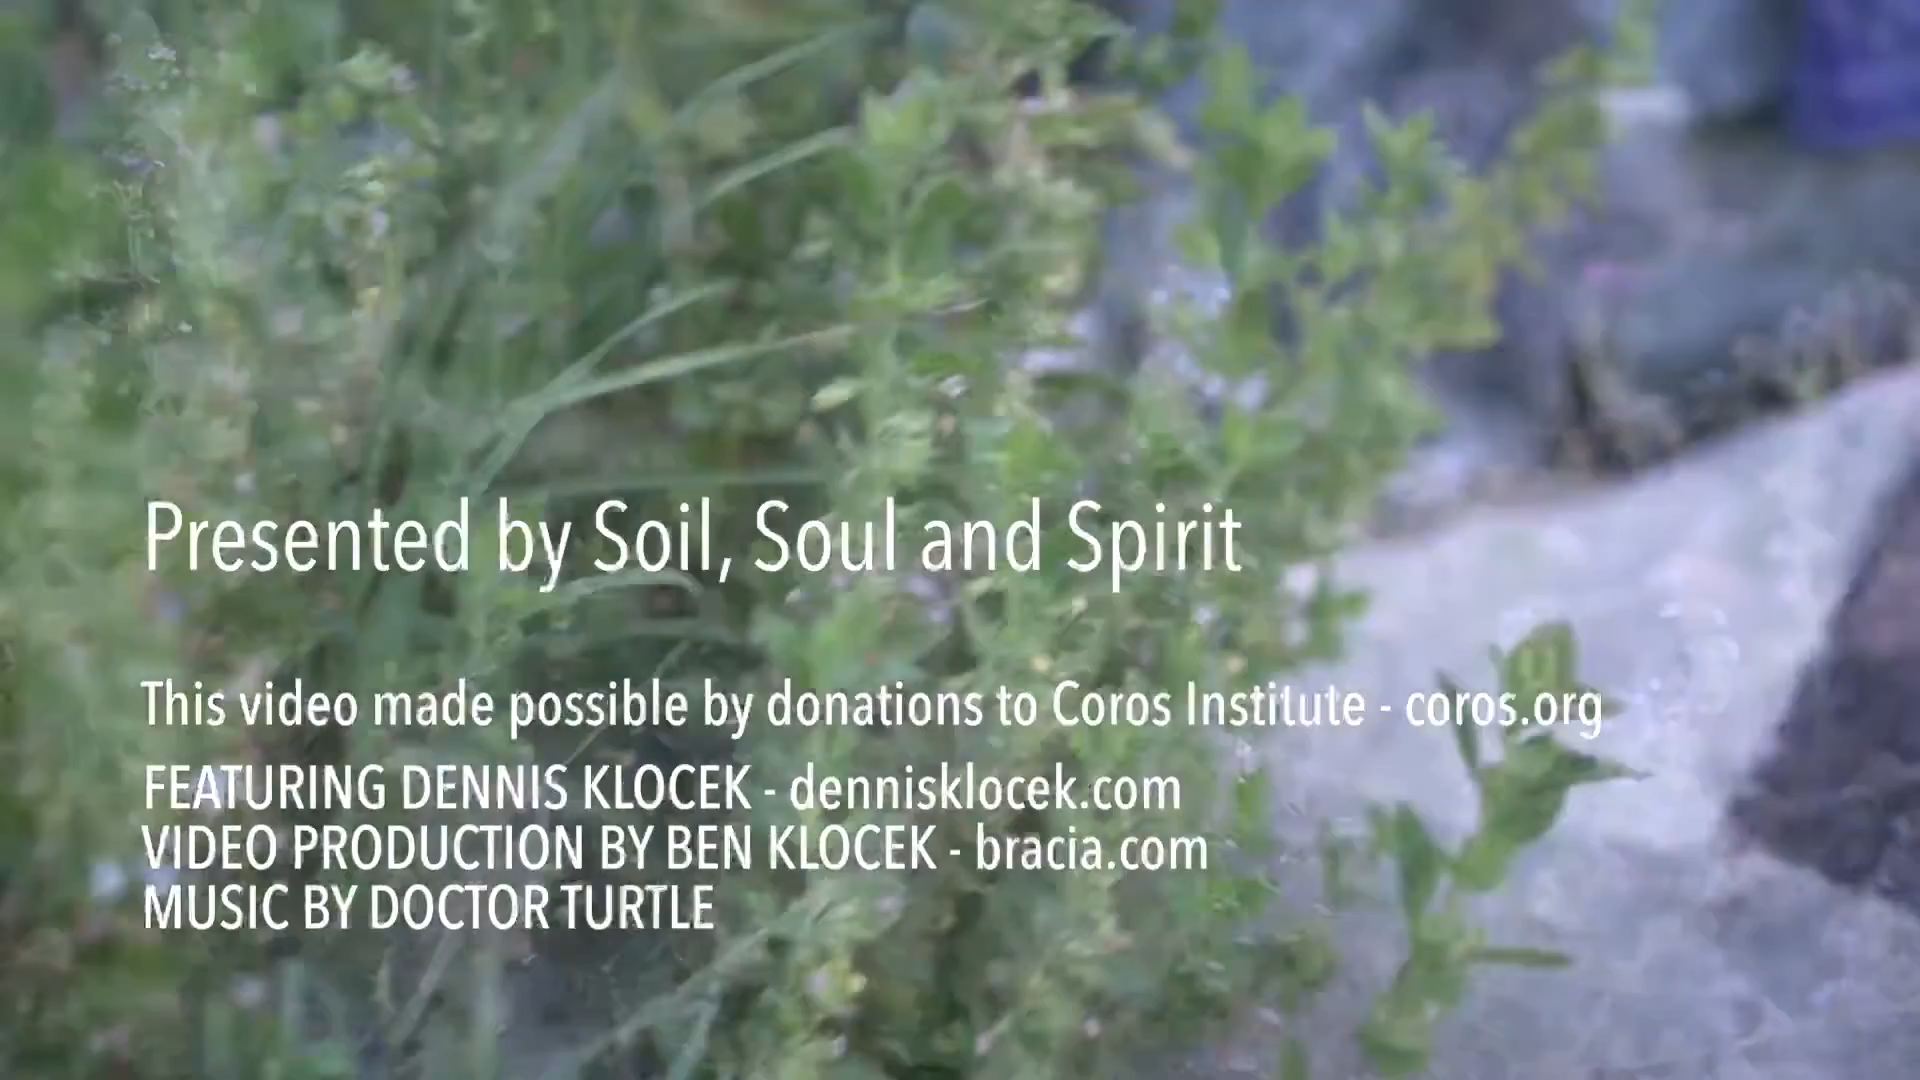 Presented by Soil, Soul and Spirit
This video made possible by donations to Coros Institute - coros.org
FEATURING DENNIS KLOCEK - dennisklocek.com
VIDEO PRODUCTION BY BEN KLOCEK - bracia.com
MUSIC BY DOCTOR TURTLE